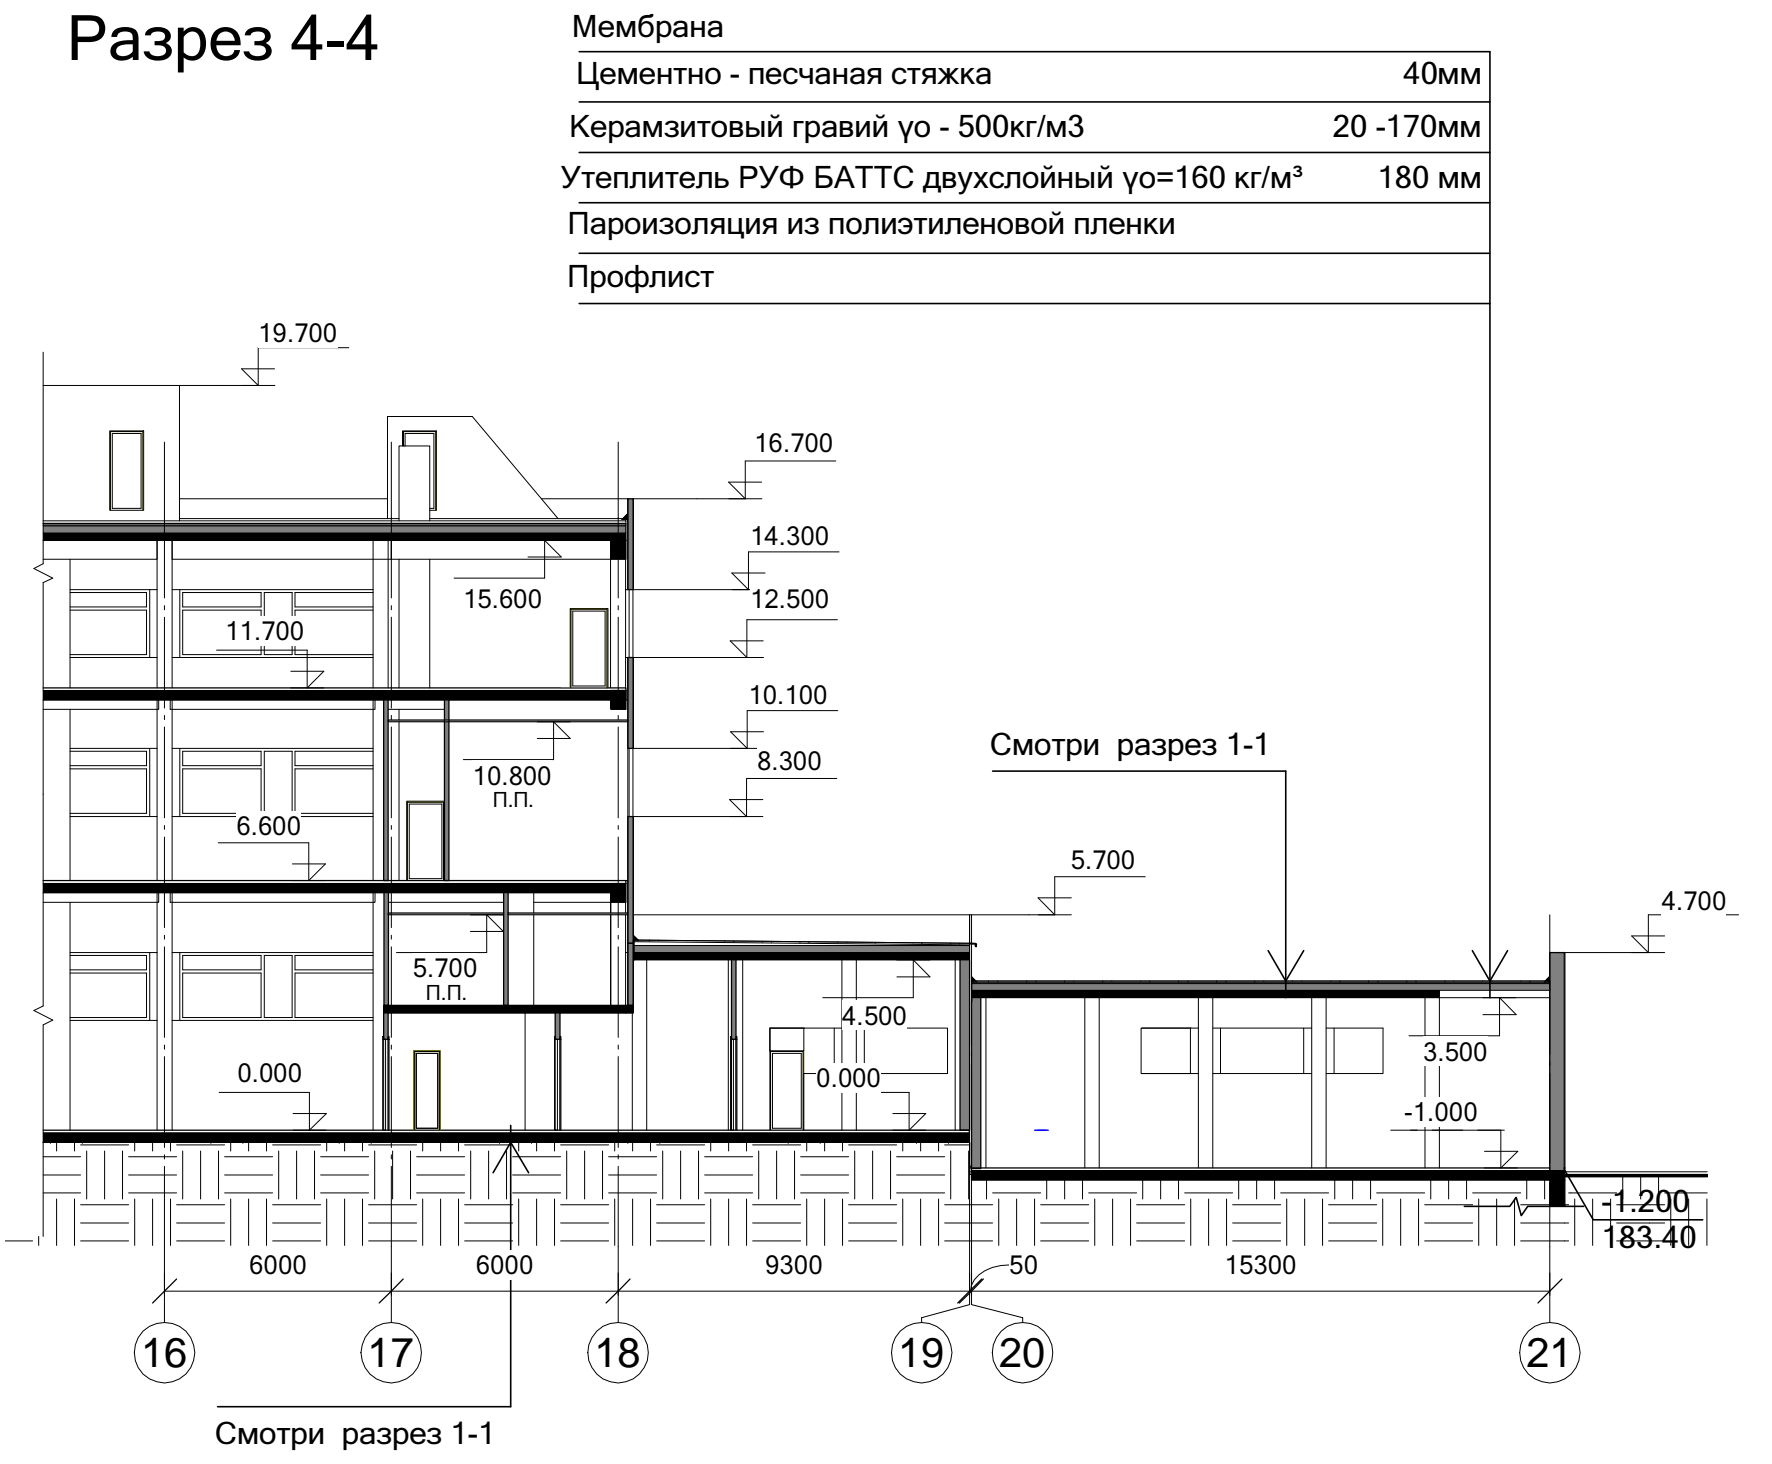 Разрез 4-4
Мембрана
Цементно - песчаная стяжка 40мм
Керамзитовый гравий γо - 500кг/м3 20 -170мм
Утеплитель РУФ БАТТС двухслойный γо=160 кг/м³ 180 мм
Пароизоляция из полиэтиленовой пленки
Профлист
19.700
16.700
14.300
15.600
12.500
11.700
10.100
Смотри разрез 1-1
8.300
10.800
П.П.
6.600
5.700
4.700
5.700
П.П.
4.500
3.500
0.000
0.000
-1.000
-1.200
183.40
6000 6000 9300 50 15300
16 17 18 19 20 21
Смотри разрез 1-1